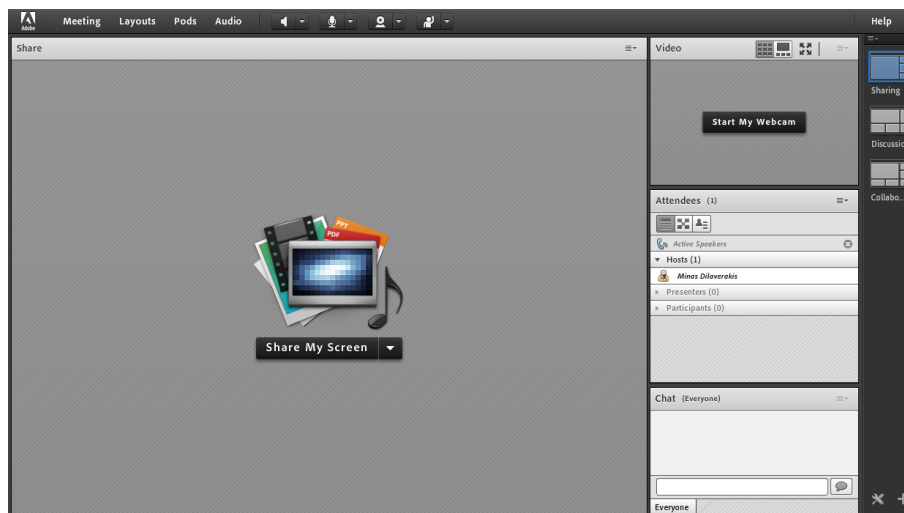 Adobe
Meeting Layouts Pods Audio Help
Share
Video
Start My Webcam
Sharing
Discussio
Collabo...
PPT
PDF
Share My Screen
Attendees (1)
Active Speakers
Hosts (1)
Minas Dilaverakis
Presenters (0)
Participants (0)
Chat (Everyone)
Everyone